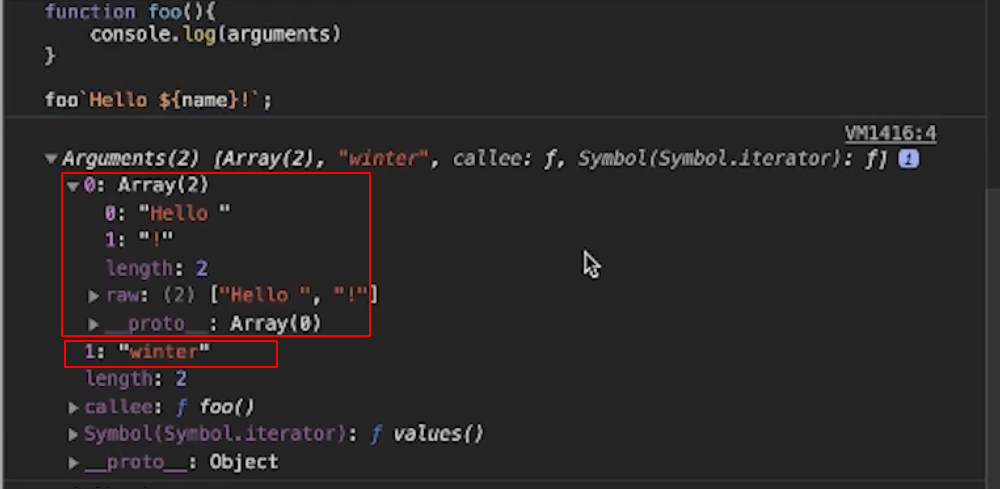 function foo(){
console.log(arguments)
}
foo`Hello ${name}!`;
VM1416:4
▼Arguments(2) [Array(2), "winter", callee: ƒ, Symbol(Symbol.iterator): ƒ] i
▼0: Array(2)
0: "Hello "
1: "!"
length: 2
▶raw: (2) ["Hello ", "!"]
▶__proto__: Array(0)
1: "winter"
length: 2
▶callee: ƒ foo()
▶Symbol(Symbol.iterator): ƒ values()
▶__proto__: Object